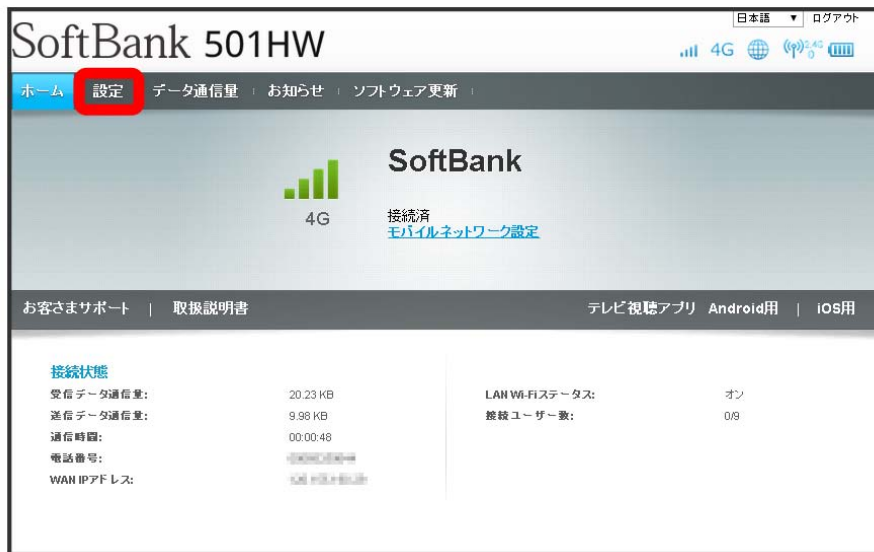 日本語 ▼ ログアウト
SoftBank 501HW
4G 2.4G 0
ホーム 設定 データ通信量 お知らせ ソフトウェア更新
SoftBank
4G
接続済
モバイルネットワーク設定
お客さまサポート | 取扱説明書 テレビ視聴アプリ Android用 | iOS用
接続状態
受信データ通信量: 20.23 KB LAN Wi-Fiステータス: オン
送信データ通信量: 9.98 KB 接続ユーザー数: 0/9
通信時間: 00:00:48
電話番号:
WAN IPアドレス: